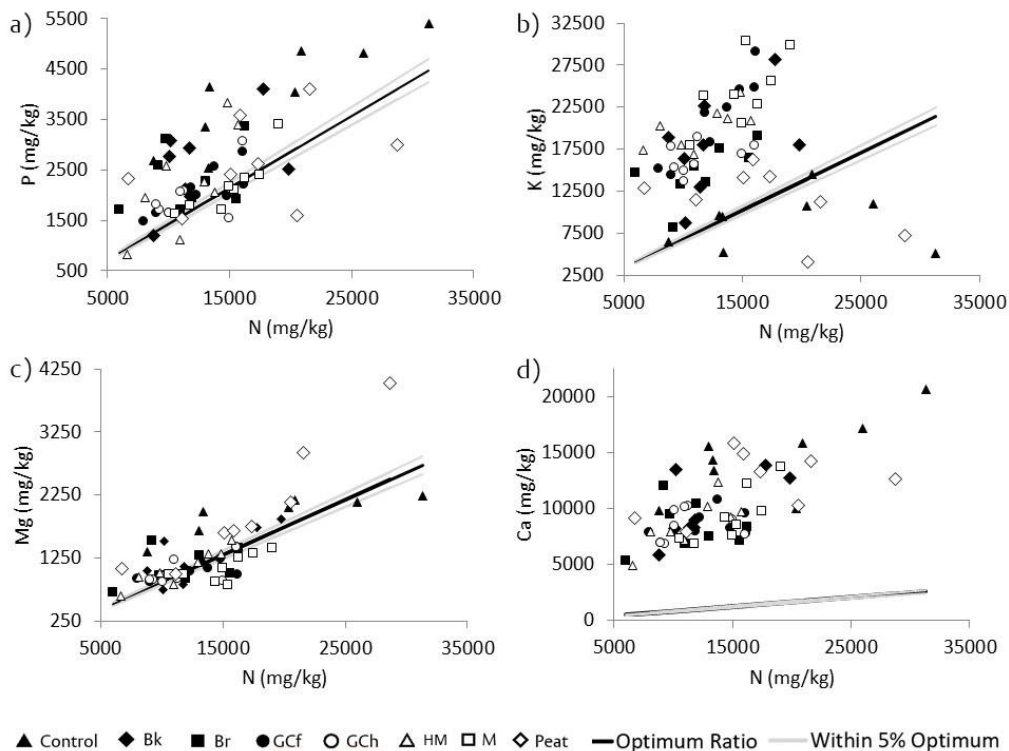 a)
5500
4500
3500
2500
1500
500
P (mg/kg)
5000 15000 25000 35000
N (mg/kg)
b)
32500
27500
22500
17500
12500
7500
2500
K (mg/kg)
5000 15000 25000 35000
N (mg/kg)
c)
4250
3250
2250
1250
250
Mg (mg/kg)
5000 15000 25000 35000
N (mg/kg)
d)
20000
15000
10000
5000
0
Ca (mg/kg)
5000 15000 25000 35000
N (mg/kg)
Control Bk Br GCf GCh HM M Peat Optimum Ratio Within 5% Optimum